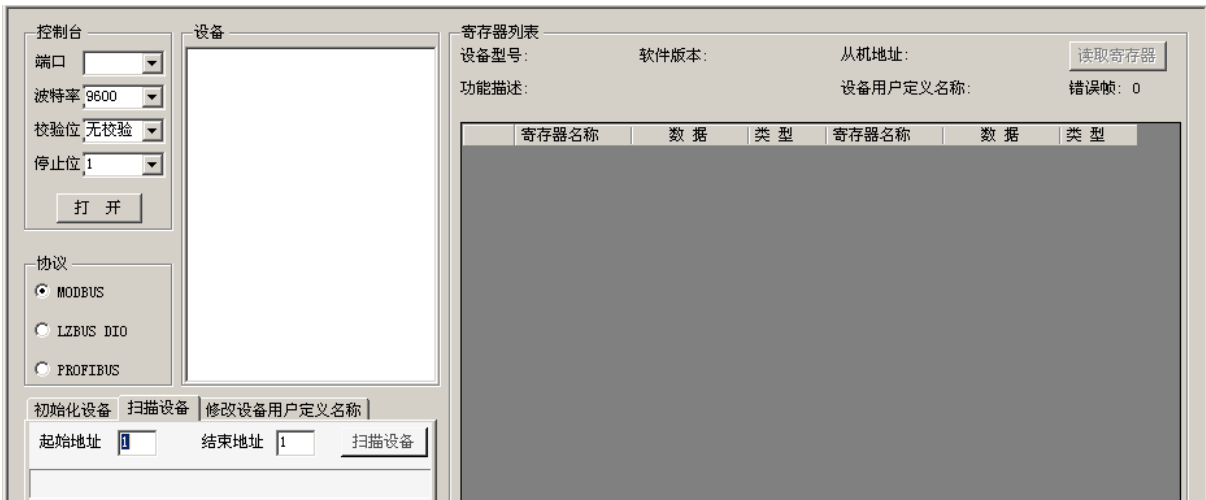 控制台
端口
波特率 9600
校验位 无校验
停止位 1
打 开
协议
MODBUS
LZBUS DIO
PROFIBUS
设备
初始化设备 扫描设备 修改设备用户定义名称
起始地址 1 结束地址 1 扫描设备
寄存器列表
设备型号: 软件版本: 从机地址: 读取寄存器
功能描述: 设备用户定义名称: 错误帧: 0
寄存器名称 数 据 类 型 寄存器名称 数 据 类 型